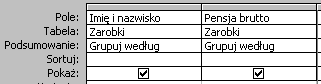 Pole: Imię i nazwisko Pensja brutto
Tabela: Zarobki Zarobki
Podsumowanie: Grupuj według Grupuj według
Sortuj:
Pokaż: